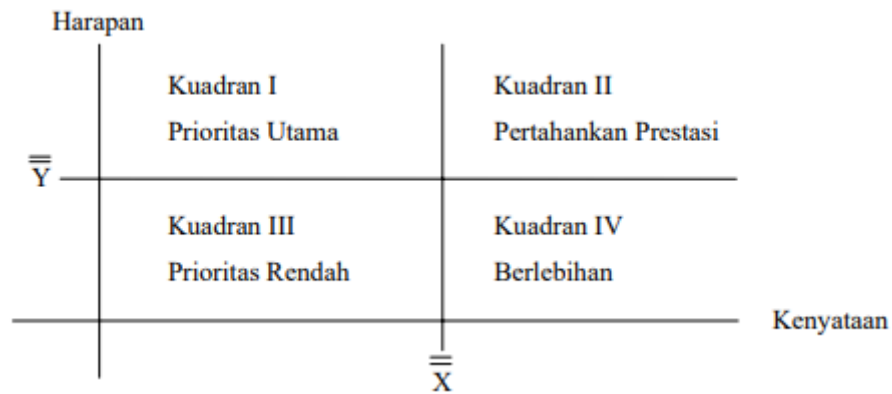 Harapan
Kuadran I
Prioritas Utama
Kuadran II
Pertahankan Prestasi
Y
Kuadran III
Prioritas Rendah
Kuadran IV
Berlebihan
Kenyataan
X